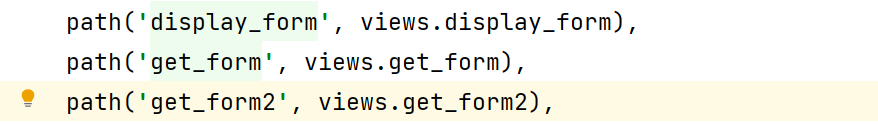 path('display_form', views.display_form),
path('get_form', views.get_form),
path('get_form2', views.get_form2),